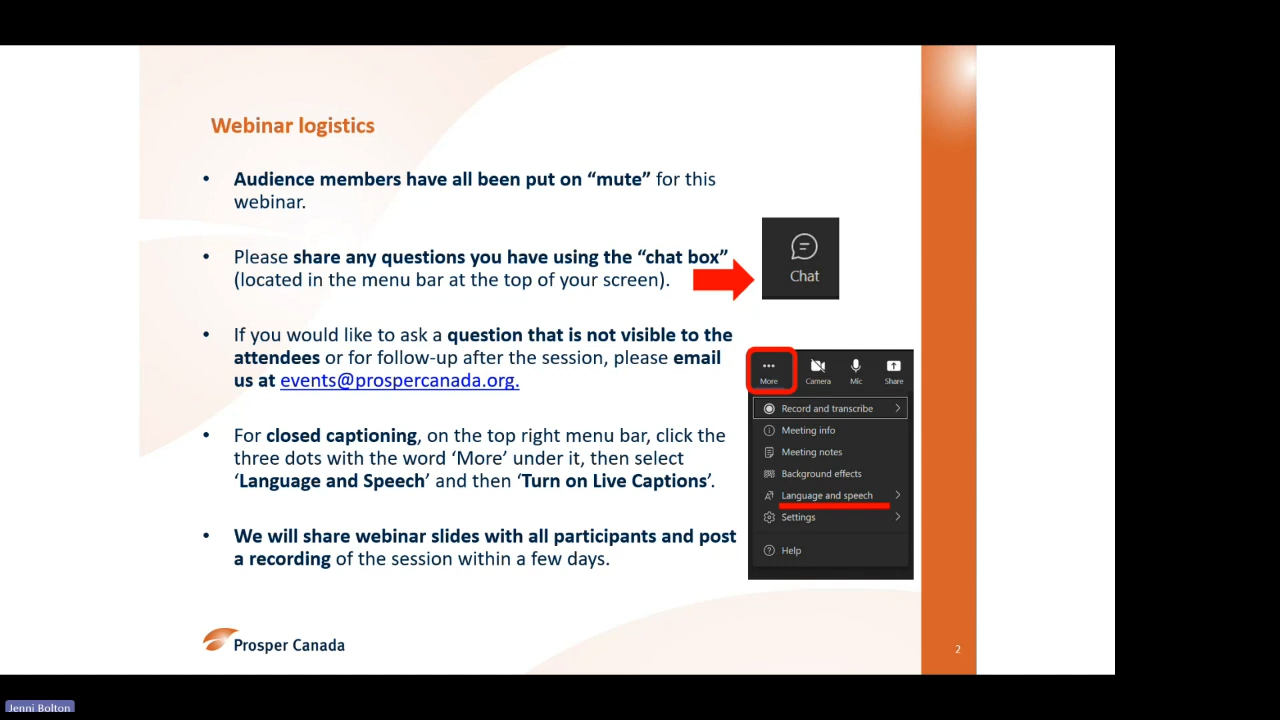 Webinar logistics
• Audience members have all been put on “mute” for this
webinar.
• Please share any questions you have using the “chat box”
(located in the menu bar at the top of your screen).
Chat
• If you would like to ask a question that is not visible to the
attendees or for follow-up after the session, please email
us at events@prospercanada.org.
More Camera Mic Share
Record and transcribe
Meeting info
Meeting notes
Background effects
Language and speech
Settings
Help
• For closed captioning, on the top right menu bar, click the
three dots with the word ‘More’ under it, then select
‘Language and Speech’ and then ‘Turn on Live Captions’.
• We will share webinar slides with all participants and post
a recording of the session within a few days.
Prosper Canada
2
Jenni Bolton